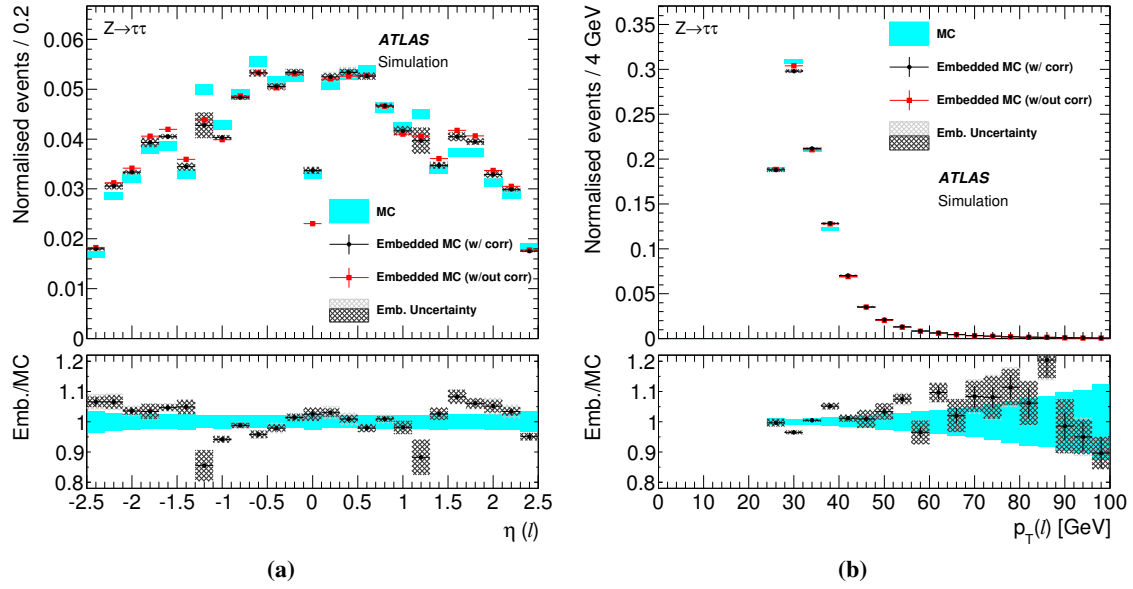 Normalised events / 0.2
0.06
0.05
0.04
0.03
0.02
0.01
0
Z→ττ
ATLAS
Simulation
MC
Embedded MC (w/ corr)
Embedded MC (w/out corr)
Emb. Uncertainty
Emb./MC
1.2
1.1
1
0.9
0.8
-2.5 -2 -1.5 -1 -0.5 0 0.5 1 1.5 2 2.5
η (l)
(a)
Normalised events / 4 GeV
0.35
0.30
0.25
0.20
0.15
0.10
0.05
0
Z→ττ
MC
Embedded MC (w/ corr)
Embedded MC (w/out corr)
Emb. Uncertainty
ATLAS
Simulation
Emb./MC
1.2
1.1
1
0.9
0.8
0 10 20 30 40 50 60 70 80 90 100
p_T(l) [GeV]
(b)